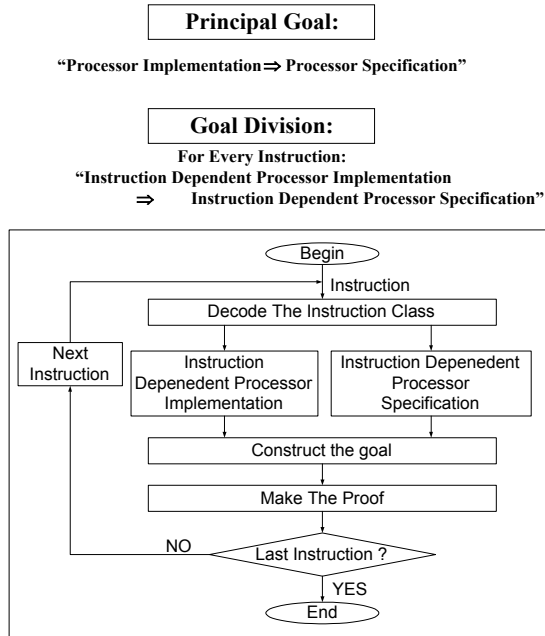 Principal Goal:
“Processor Implementation ⇒ Processor Specification”
Goal Division:
For Every Instruction:
“Instruction Dependent Processor Implementation
⇒ Instruction Dependent Processor Specification”
Begin
Instruction
Decode The Instruction Class
Next
Instruction
Instruction
Depenedent Processor
Implementation
Instruction Depenedent
Processor
Specification
Construct the goal
Make The Proof
Last Instruction ?
NO
YES
End